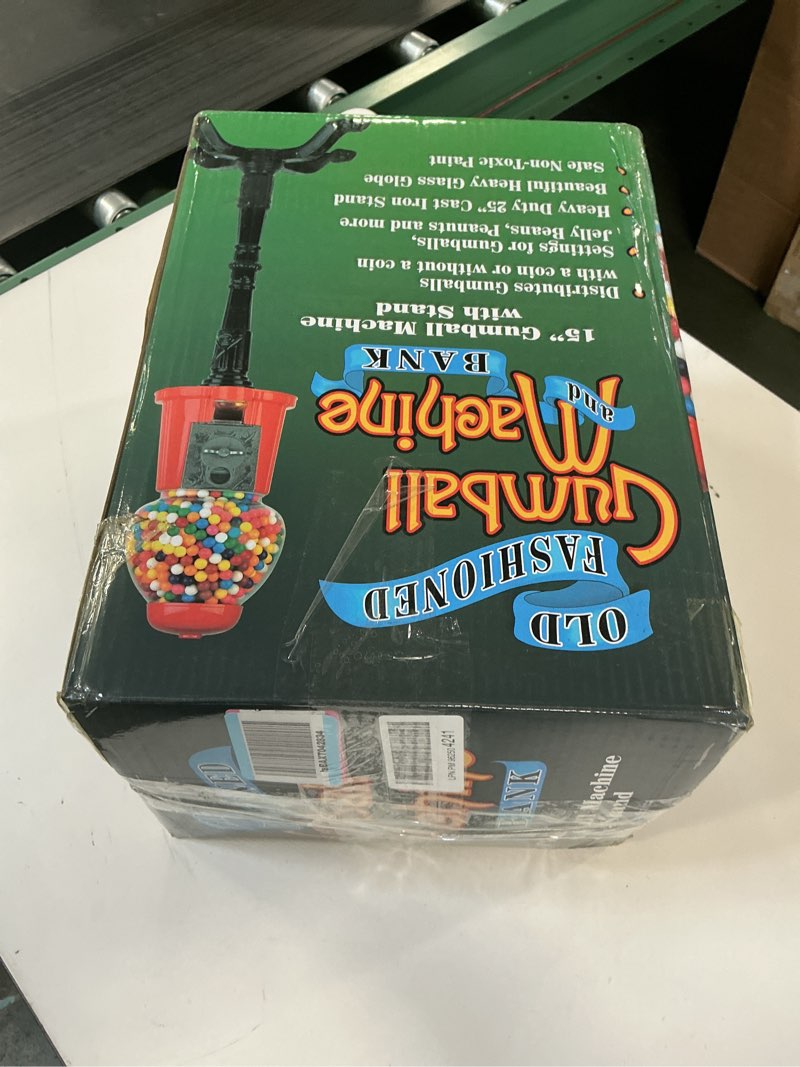 OLD
FASHIONED
Gumball
and
Machine
BANK
15” Gumball Machine
with Stand
Distributes Gumballs
with a coin or without a coin
Settings for Gumballs,
Jelly Beans, Peanuts and more
Heavy Duty 25” Cast Iron Stand
Beautiful Heavy Glass Globe
Safe Non-Toxic Paint
BANK
Machine